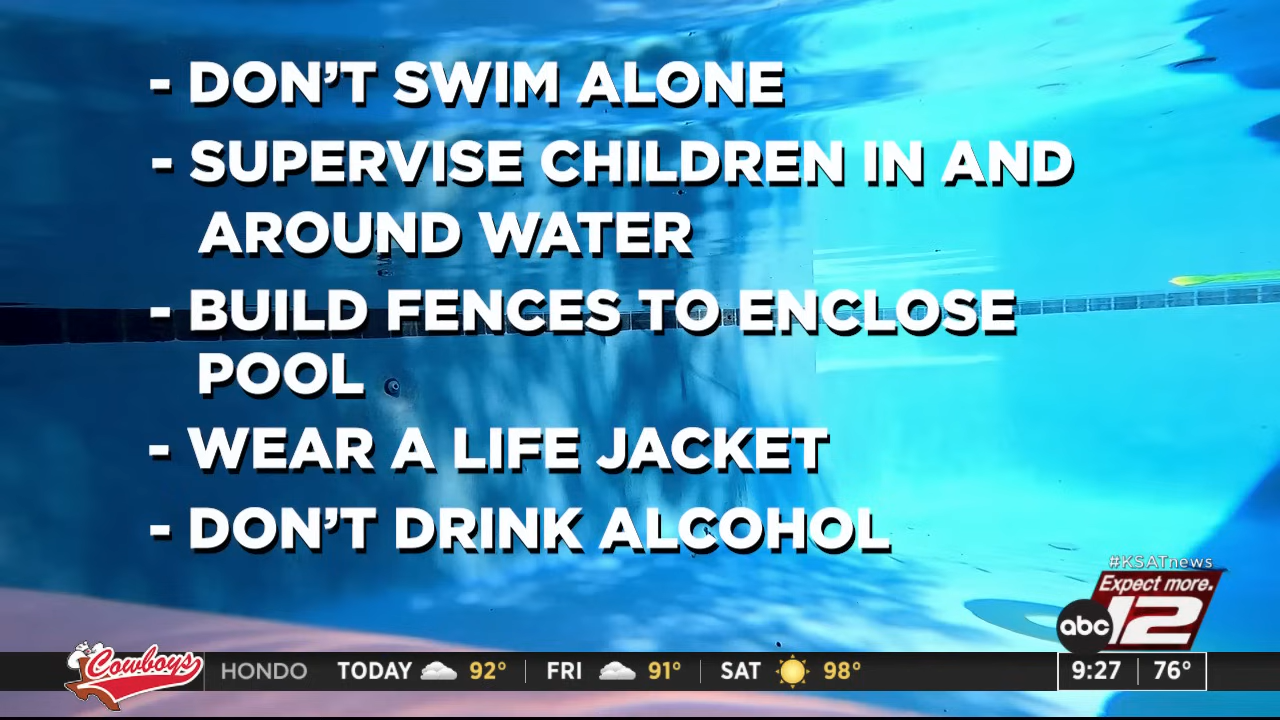 - DON'T SWIM ALONE
- SUPERVISE CHILDREN IN AND
AROUND WATER
- BUILD FENCES TO ENCLOSE
POOL
- WEAR A LIFE JACKET
- DON'T DRINK ALCOHOL
#KSATnews
Expect more.
abc 12
Cowboys HONDO TODAY 92° FRI 91° SAT 98° 9:27 76°